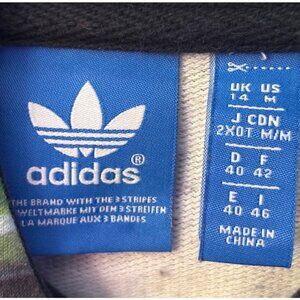 adidas®
THE BRAND WITH THE 3 STRIPES
WELTMARKE MIT DEN 3 STREIFEN
LA MARQUE AUX 3 BANDES
UK US
14 M
J CDN
2XOT M/M
D F
40 42
E I
40 46
MADE IN
CHINA